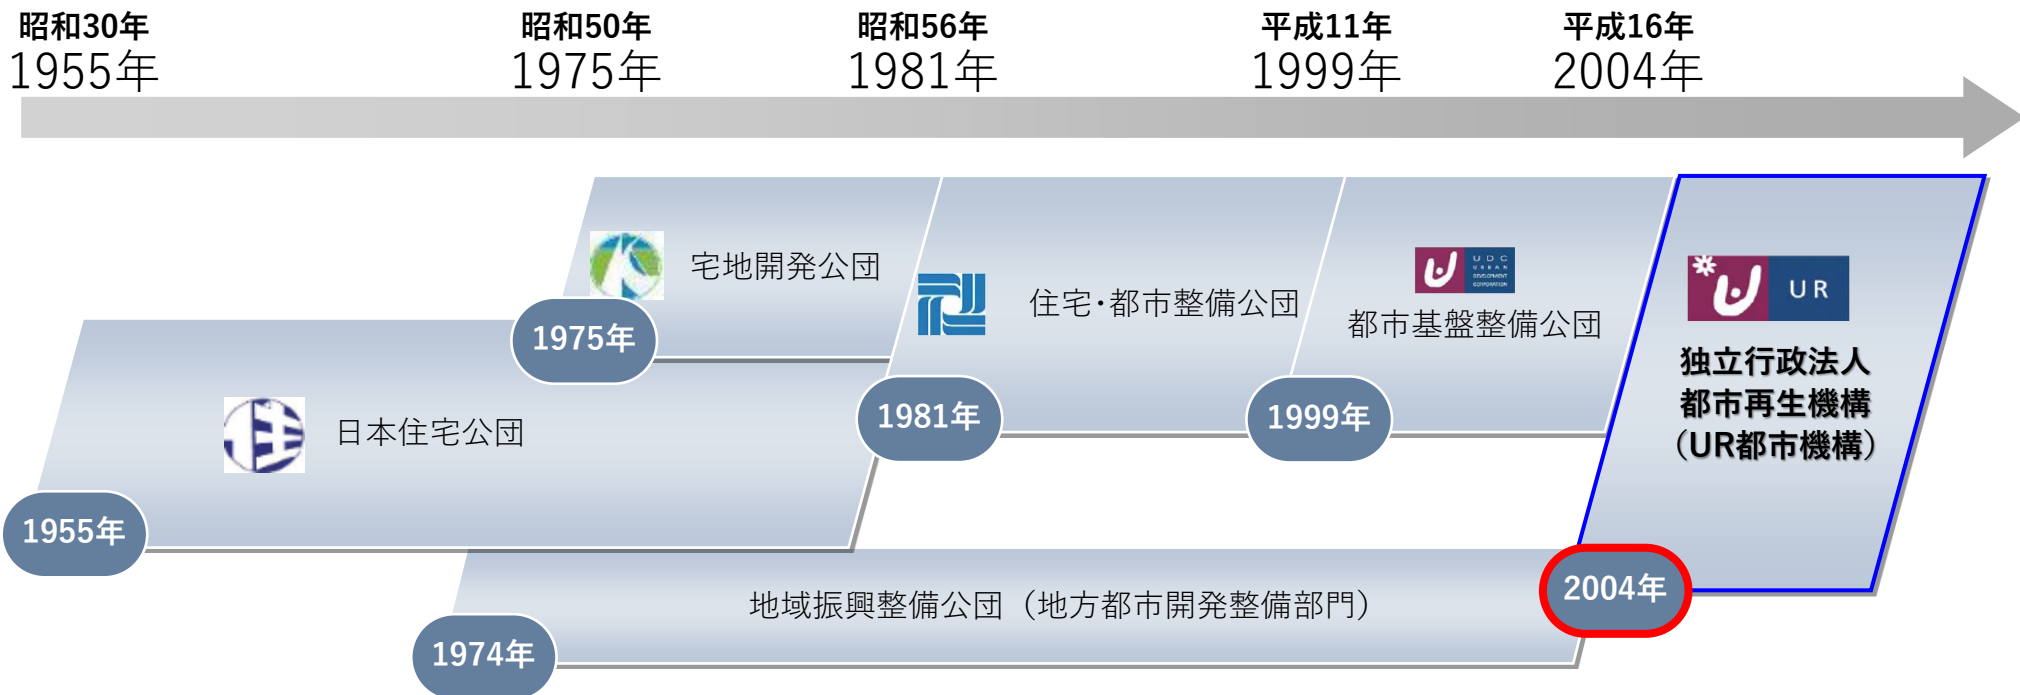 昭和30年
1955年
昭和50年
1975年
昭和56年
1981年
平成11年
1999年
平成16年
2004年
宅地開発公団
1975年
住宅・都市整備公団
1981年
UDC
URBAN
DEVELOPMENT
CORPORATION
都市基盤整備公団
1999年
UR
独立行政法人
都市再生機構
（UR都市機構）
2004年
日本住宅公団
1955年
地域振興整備公団（地方都市開発整備部門）
1974年